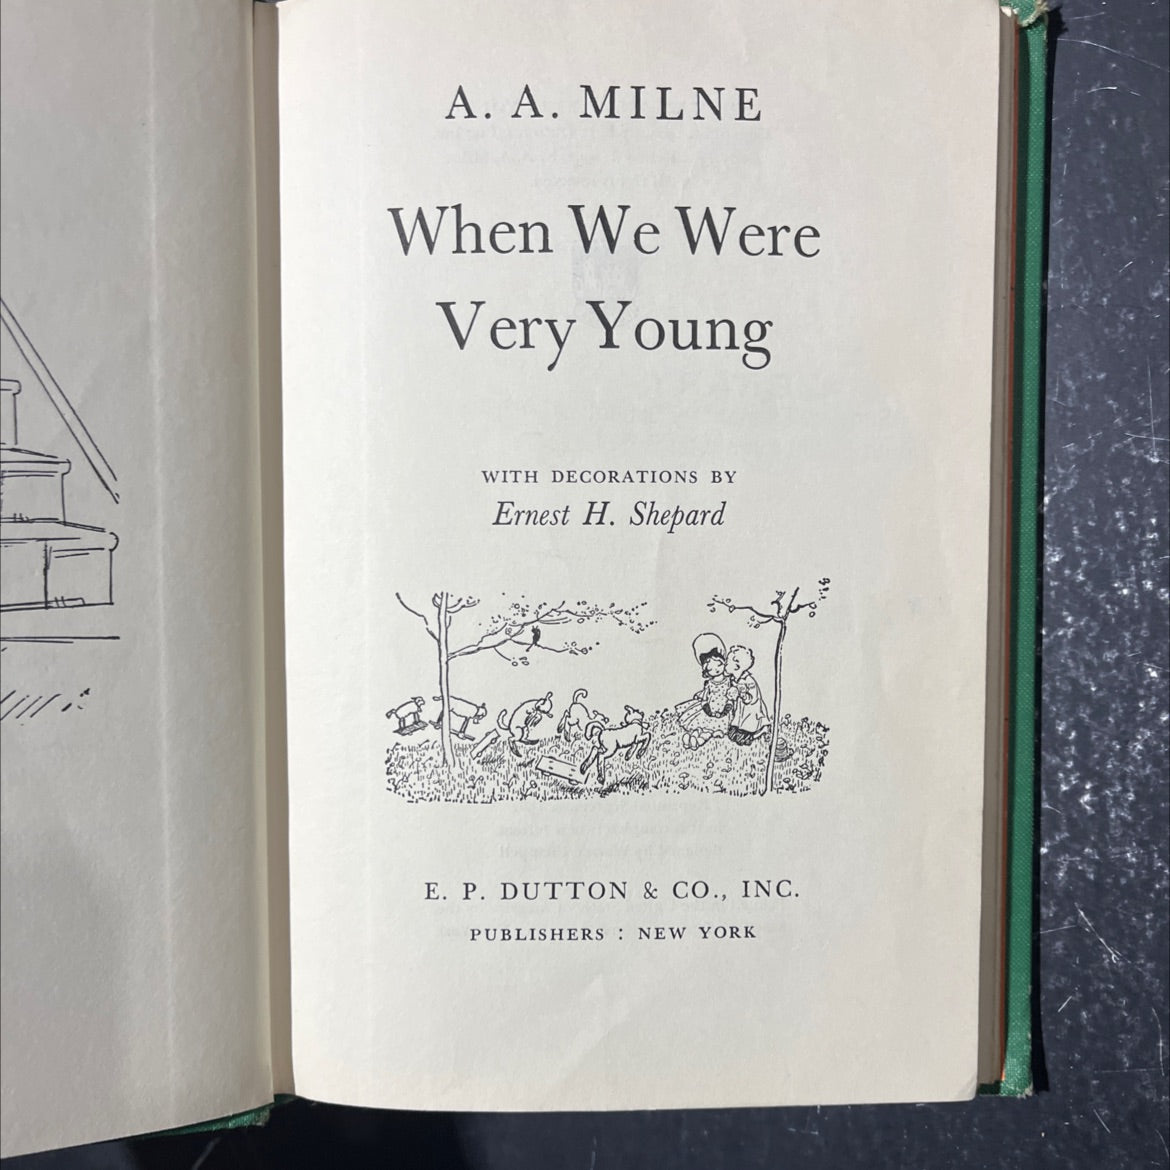 A. A. MILNE
When We Were
Very Young
WITH DECORATIONS BY
Ernest H. Shepard
E. P. DUTTON & CO., INC.
PUBLISHERS : NEW YORK